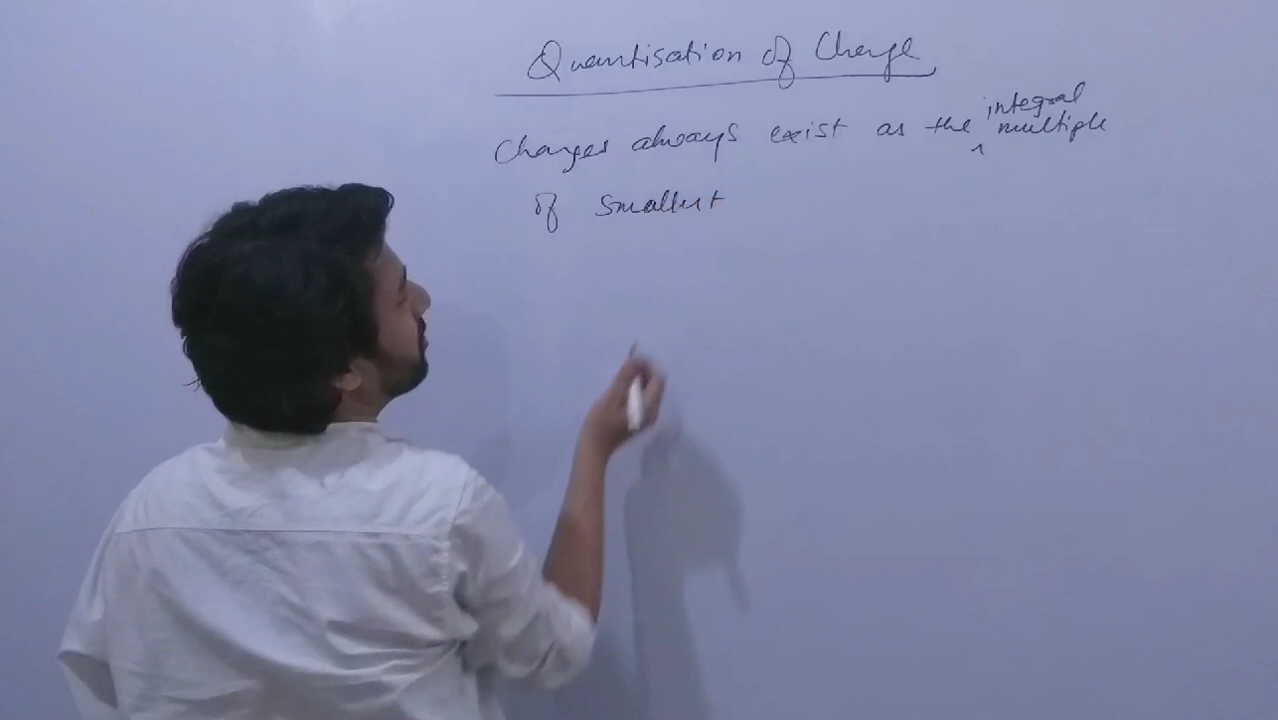 Quantisation of Charge
Charges always exist as the ^ integral multiple
of smallest